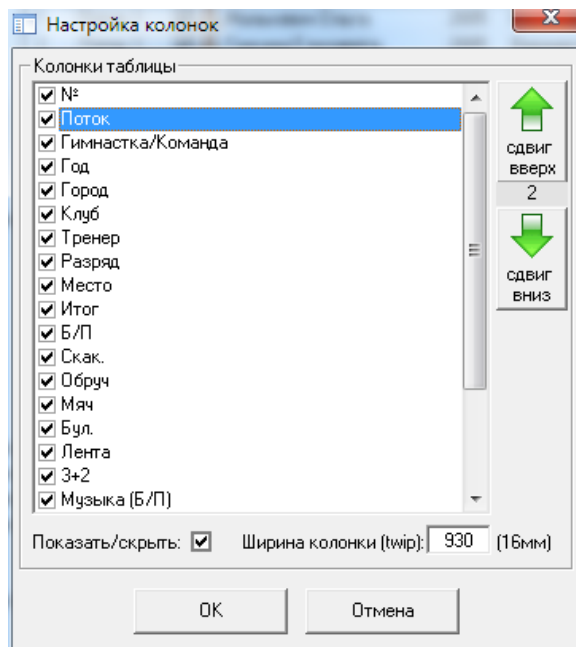 Настройка колонок
Колонки таблицы
№
Поток
Гимнастка/Команда
Год
Город
Клуб
Тренер
Разряд
Место
Итог
Б/П
Скак.
Обруч
Мяч
Бул.
Лента
3+2
Музыка (Б/П)
сдвиг
вверх
2
сдвиг
вниз
Показать/скрыть:
Ширина колонки (twip): 930 (16мм)
OK
Отмена